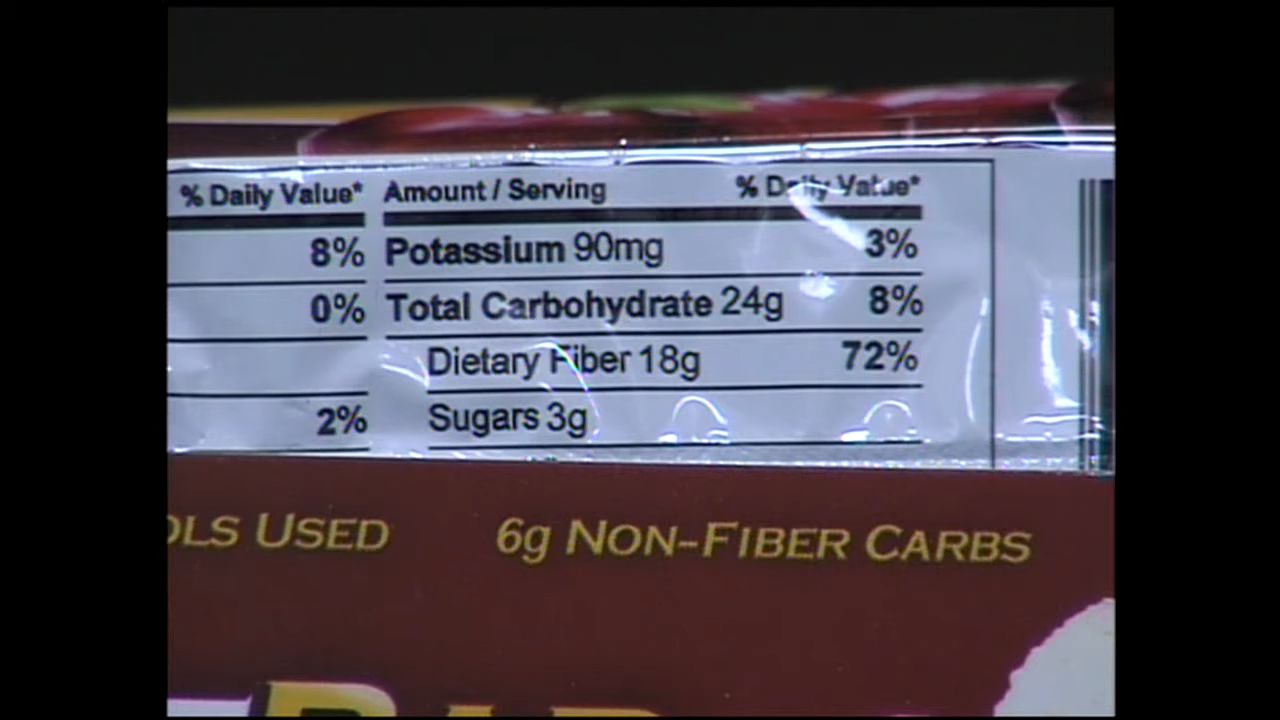 % Daily Value* Amount / Serving % Daily Value*
8% Potassium 90mg 3%
0% Total Carbohydrate 24g 8%
Dietary Fiber 18g 72%
2% Sugars 3g
OLS USED 6g NON-FIBER CARBS